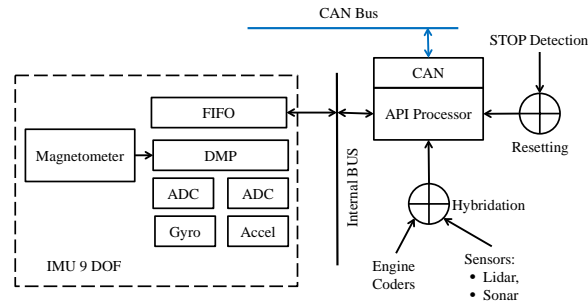 CAN Bus
STOP Detection
CAN
FIFO
API Processor
Magnetometer
DMP
Resetting
Internal BUS
ADC
ADC
Hybridation
Gyro
Accel
Engine
Coders
Sensors:
• Lidar,
• Sonar
IMU 9 DOF